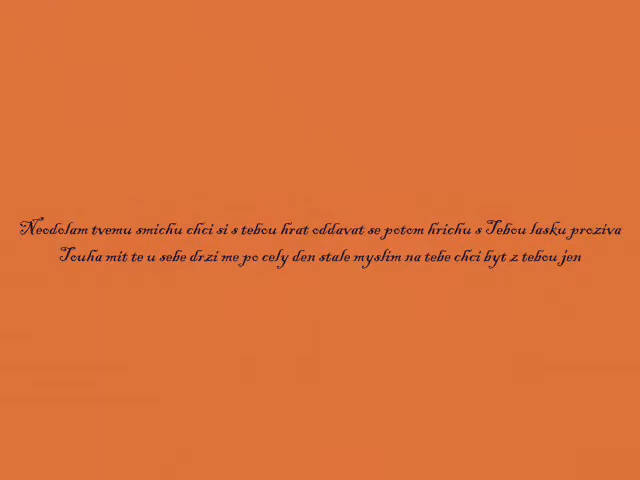 Neodolam tvemu smichu chci si s tebou hrat oddavat se potom hrichu s Tebou lasku proziva
Touha mit te u sebe drzi me po cely den stale myslim na tebe chci byt z tebou jen